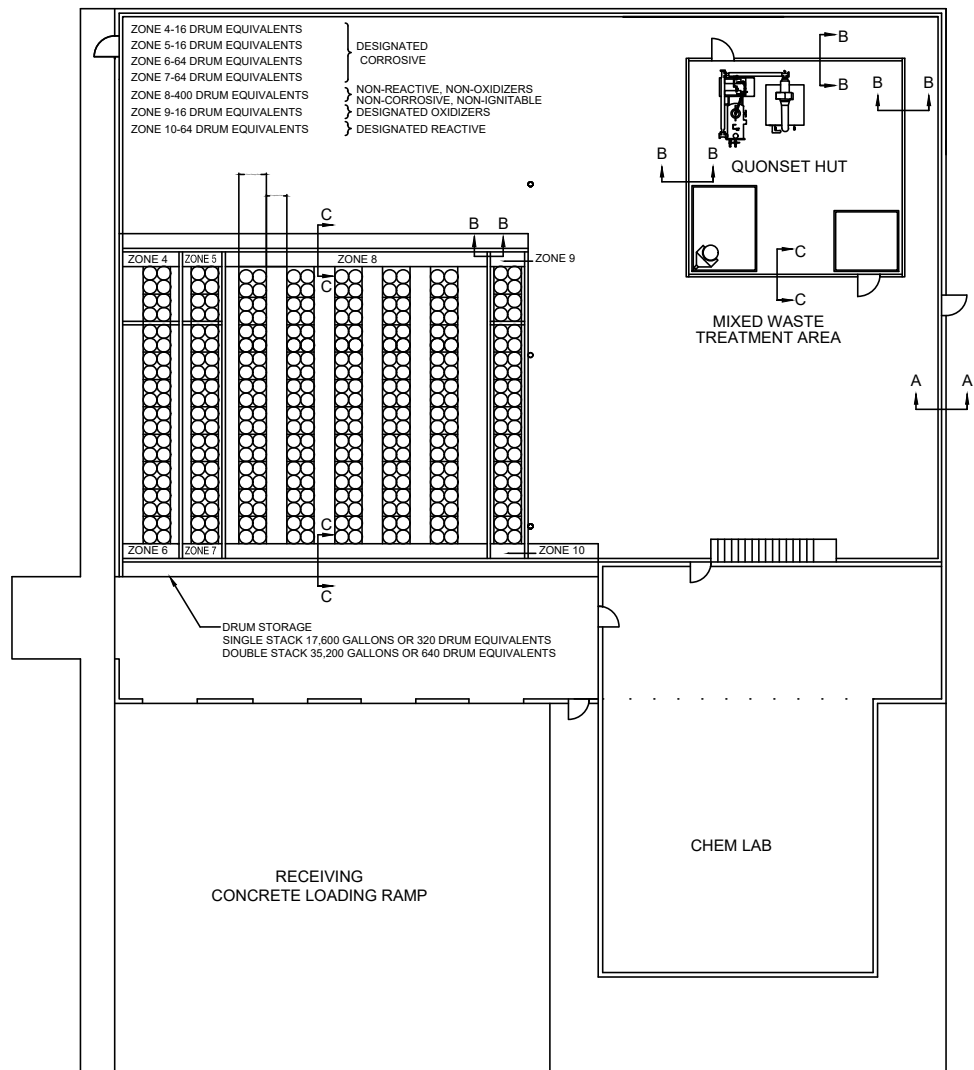 ZONE 4-16 DRUM EQUIVALENTS
ZONE 5-16 DRUM EQUIVALENTS
ZONE 6-64 DRUM EQUIVALENTS
ZONE 7-64 DRUM EQUIVALENTS
DESIGNATED
CORROSIVE
ZONE 8-400 DRUM EQUIVALENTS
NON-REACTIVE, NON-OXIDIZERS
NON-CORROSIVE, NON-IGNITABLE
ZONE 9-16 DRUM EQUIVALENTS
DESIGNATED OXIDIZERS
ZONE 10-64 DRUM EQUIVALENTS
DESIGNATED REACTIVE
B
B
B B
B B
QUONSET HUT
C
C
B B
ZONE 4
ZONE 5
ZONE 8
ZONE 9
C
C
MIXED WASTE
TREATMENT AREA
A A
C
C
ZONE 6
ZONE 7
ZONE 10
DRUM STORAGE
SINGLE STACK 17,600 GALLONS OR 320 DRUM EQUIVALENTS
DOUBLE STACK 35,200 GALLONS OR 640 DRUM EQUIVALENTS
CHEM LAB
RECEIVING
CONCRETE LOADING RAMP